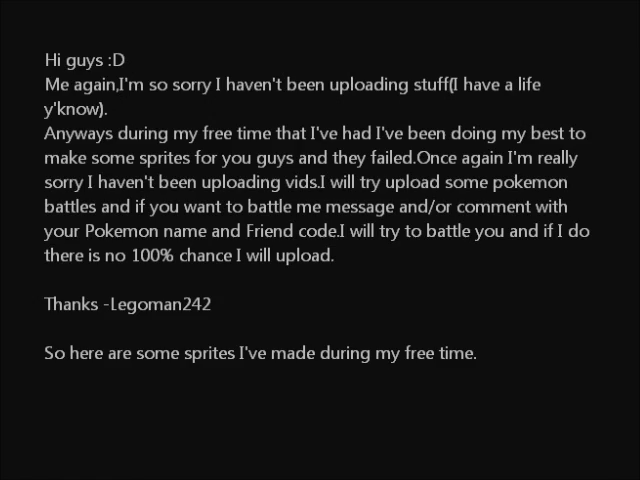 Hi guys :D
Me again,I'm so sorry I haven't been uploading stuff(I have a life
y'know).
Anyways during my free time that I've had I've been doing my best to
make some sprites for you guys and they failed.Once again I'm really
sorry I haven't been uploading vids.I will try upload some pokemon
battles and if you want to battle me message and/or comment with
your Pokemon name and Friend code.I will try to battle you and if I do
there is no 100% chance I will upload.
Thanks -Legoman242
So here are some sprites I've made during my free time.